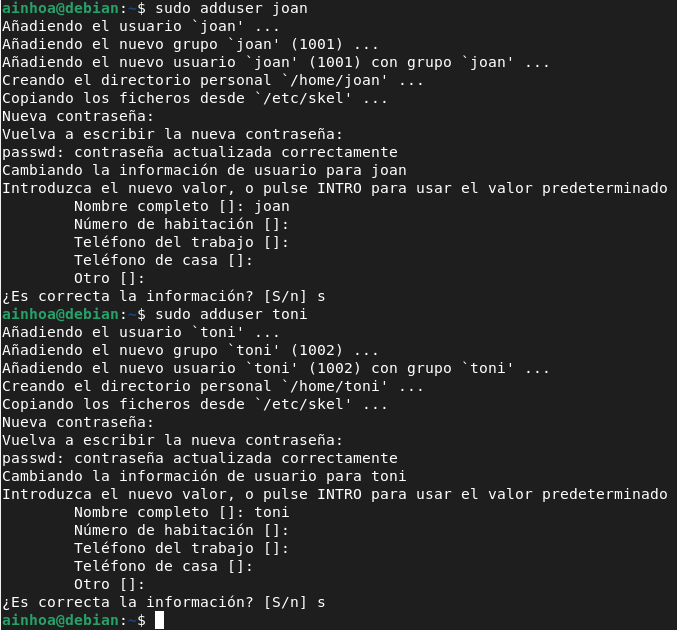 ainhoa@debian:~$ sudo adduser joan
Añadiendo el usuario `joan' ...
Añadiendo el nuevo grupo `joan' (1001) ...
Añadiendo el nuevo usuario `joan' (1001) con grupo `joan' ...
Creando el directorio personal `/home/joan' ...
Copiando los ficheros desde `/etc/skel' ...
Nueva contraseña:
Vuelva a escribir la nueva contraseña:
passwd: contraseña actualizada correctamente
Cambiando la información de usuario para joan
Introduzca el nuevo valor, o pulse INTRO para usar el valor predeterminado
        Nombre completo []: joan
        Número de habitación []:
        Teléfono del trabajo []:
        Teléfono de casa []:
        Otro []:
¿Es correcta la información? [S/n] s
ainhoa@debian:~$ sudo adduser toni
Añadiendo el usuario `toni' ...
Añadiendo el nuevo grupo `toni' (1002) ...
Añadiendo el nuevo usuario `toni' (1002) con grupo `toni' ...
Creando el directorio personal `/home/toni' ...
Copiando los ficheros desde `/etc/skel' ...
Nueva contraseña:
Vuelva a escribir la nueva contraseña:
passwd: contraseña actualizada correctamente
Cambiando la información de usuario para toni
Introduzca el nuevo valor, o pulse INTRO para usar el valor predeterminado
        Nombre completo []: toni
        Número de habitación []:
        Teléfono del trabajo []:
        Teléfono de casa []:
        Otro []:
¿Es correcta la información? [S/n] s
ainhoa@debian:~$